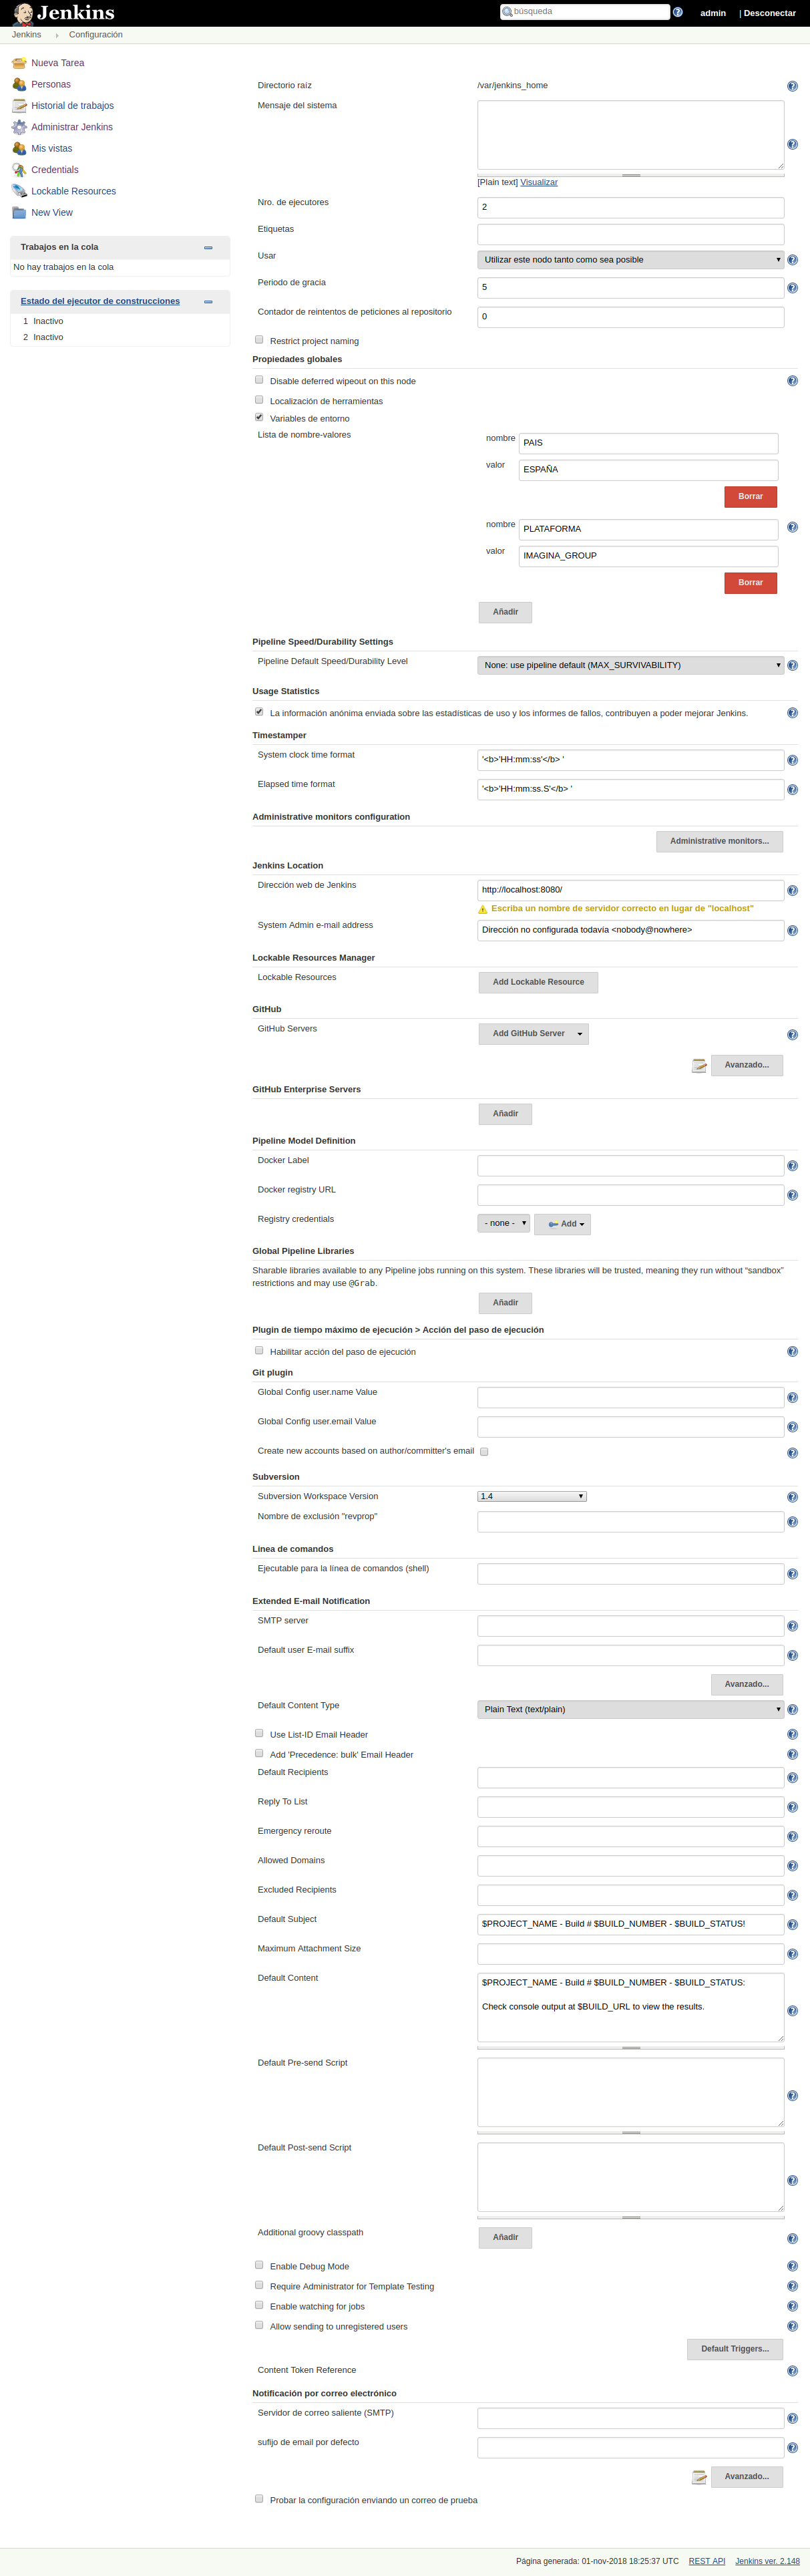 Jenkins
búsqueda
admin
| Desconectar
Jenkins
Configuración
Nueva Tarea
Personas
Historial de trabajos
Administrar Jenkins
Mis vistas
Credentials
Lockable Resources
New View
Trabajos en la cola
No hay trabajos en la cola
Estado del ejecutor de construcciones
1 Inactivo
2 Inactivo
Directorio raíz
/var/jenkins_home
Mensaje del sistema
[Plain text] Visualizar
Nro. de ejecutores
2
Etiquetas
Usar
Utilizar este nodo tanto como sea posible
Periodo de gracia
5
Contador de reintentos de peticiones al repositorio
0
Restrict project naming
Propiedades globales
Disable deferred wipeout on this node
Localización de herramientas
Variables de entorno
Lista de nombre-valores
nombre
PAIS
valor
ESPAÑA
Borrar
nombre
PLATAFORMA
valor
IMAGINA_GROUP
Borrar
Añadir
Pipeline Speed/Durability Settings
Pipeline Default Speed/Durability Level
None: use pipeline default (MAX_SURVIVABILITY)
Usage Statistics
La información anónima enviada sobre las estadísticas de uso y los informes de fallos, contribuyen a poder mejorar Jenkins.
Timestamper
System clock time format
'<b>'HH:mm:ss'</b> '
Elapsed time format
'<b>'HH:mm:ss.S'</b> '
Administrative monitors configuration
Administrative monitors...
Jenkins Location
Dirección web de Jenkins
http://localhost:8080/
Escriba un nombre de servidor correcto en lugar de "localhost"
System Admin e-mail address
Dirección no configurada todavía <nobody@nowhere>
Lockable Resources Manager
Lockable Resources
Add Lockable Resource
GitHub
GitHub Servers
Add GitHub Server
Avanzado...
GitHub Enterprise Servers
Añadir
Pipeline Model Definition
Docker Label
Docker registry URL
Registry credentials
- none -
Add
Global Pipeline Libraries
Sharable libraries available to any Pipeline jobs running on this system. These libraries will be trusted, meaning they run without “sandbox”
restrictions and may use @Grab.
Añadir
Plugin de tiempo máximo de ejecución > Acción del paso de ejecución
Habilitar acción del paso de ejecución
Git plugin
Global Config user.name Value
Global Config user.email Value
Create new accounts based on author/committer's email
Subversion
Subversion Workspace Version
1.4
Nombre de exclusión "revprop"
Linea de comandos
Ejecutable para la línea de comandos (shell)
Extended E-mail Notification
SMTP server
Default user E-mail suffix
Avanzado...
Default Content Type
Plain Text (text/plain)
Use List-ID Email Header
Add 'Precedence: bulk' Email Header
Default Recipients
Reply To List
Emergency reroute
Allowed Domains
Excluded Recipients
Default Subject
$PROJECT_NAME - Build # $BUILD_NUMBER - $BUILD_STATUS!
Maximum Attachment Size
Default Content
$PROJECT_NAME - Build # $BUILD_NUMBER - $BUILD_STATUS:
Check console output at $BUILD_URL to view the results.
Default Pre-send Script
Default Post-send Script
Additional groovy classpath
Añadir
Enable Debug Mode
Require Administrator for Template Testing
Enable watching for jobs
Allow sending to unregistered users
Default Triggers...
Content Token Reference
Notificación por correo electrónico
Servidor de correo saliente (SMTP)
sufijo de email por defecto
Avanzado...
Probar la configuración enviando un correo de prueba
Página generada: 01-nov-2018 18:25:37 UTC
REST API
Jenkins ver. 2.148